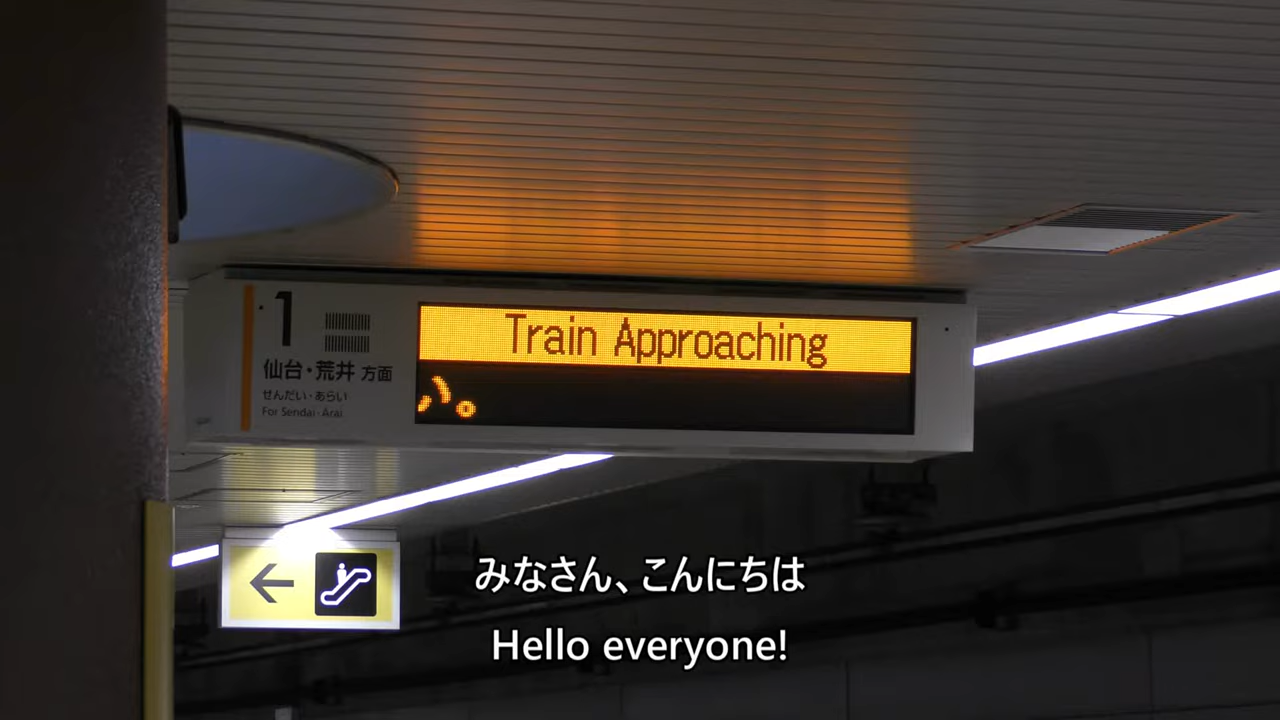 1
仙台・荒井 方面
せんだい・あらい
For Sendai・Arai
Train Approaching
みなさん、こんにちは
Hello everyone!